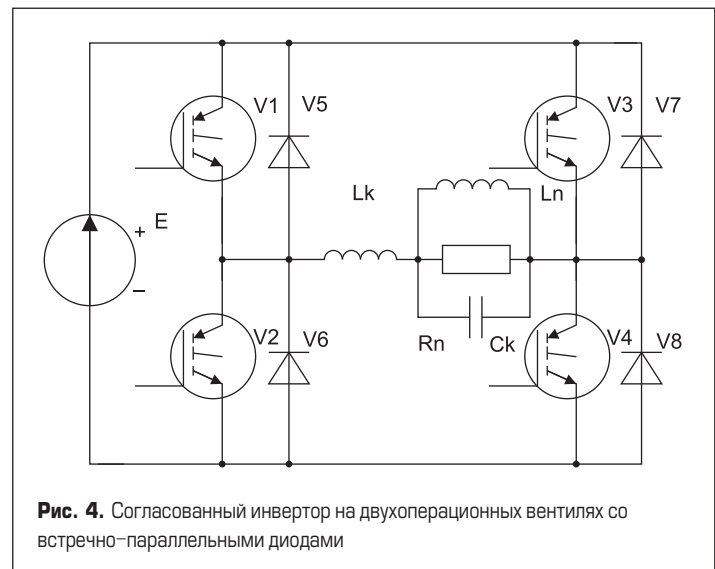 V1 V5 V3 V7
Lk Ln
E
+
−
V2 V6 V4 V8
Rn Ck
Рис. 4. Согласованный инвертор на двухоперационных вентилях со
встречно–параллельными диодами